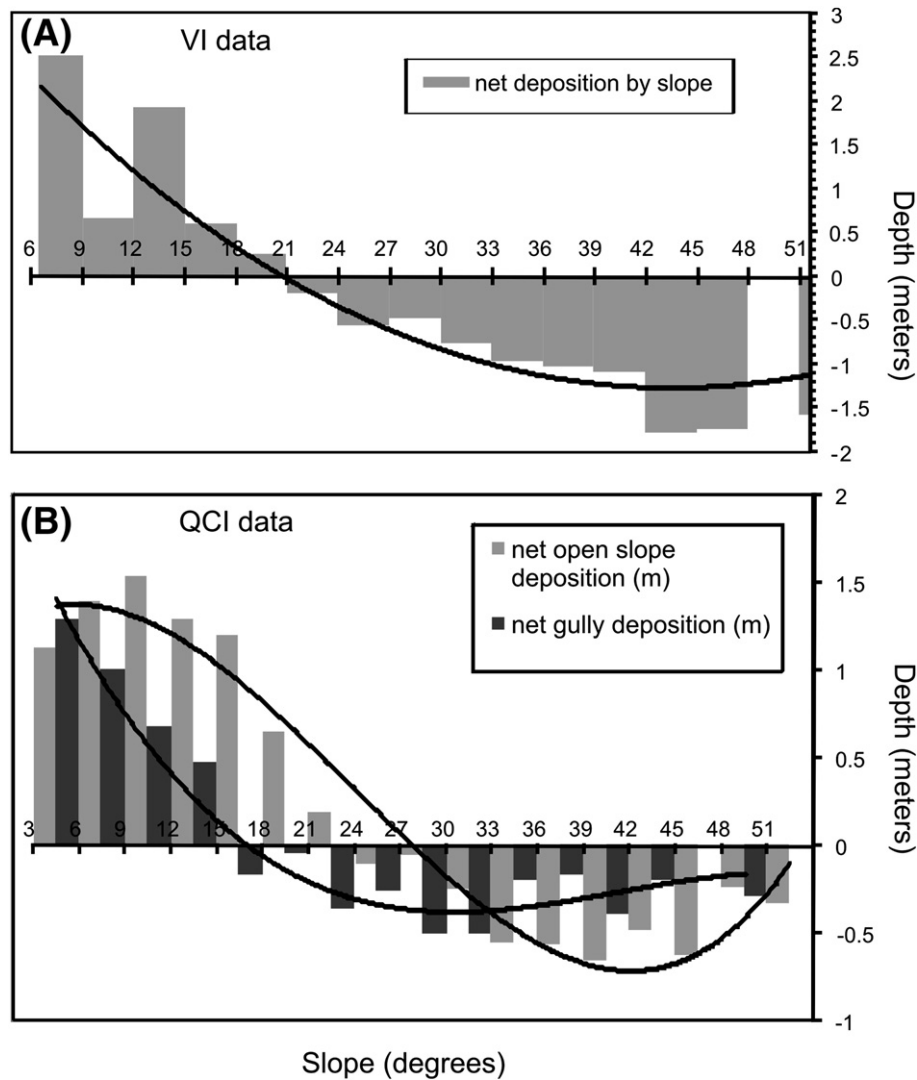 (A)
VI data
net deposition by slope
3
2.5
2
1.5
1
0.5
0
-0.5
-1
-1.5
-2
Depth (meters)
6 9 12 15 18 21 24 27 30 33 36 39 42 45 48 51
(B)
QCI data
net open slope
deposition (m)
net gully deposition (m)
2
1.5
1
0.5
0
-0.5
-1
Depth (meters)
3 6 9 12 15 18 21 24 27 30 33 36 39 42 45 48 51
Slope (degrees)